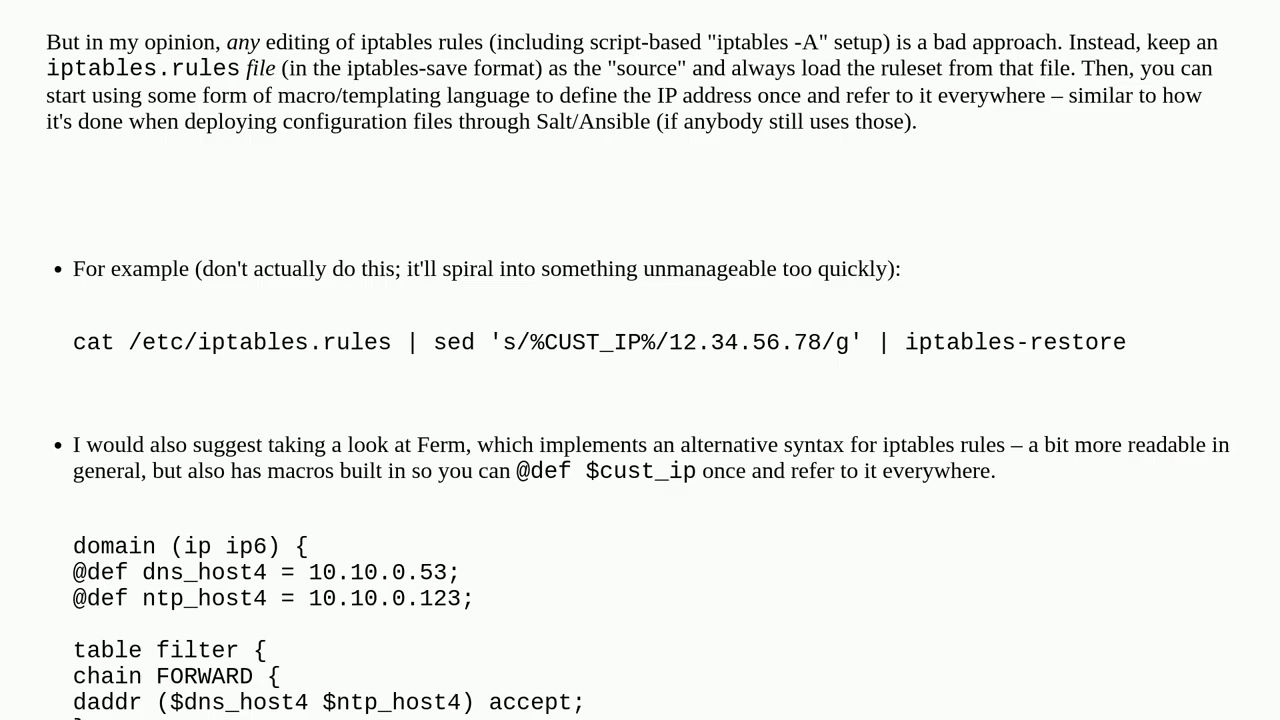 But in my opinion, any editing of iptables rules (including script-based "iptables -A" setup) is a bad approach. Instead, keep an
iptables.rules file (in the iptables-save format) as the "source" and always load the ruleset from that file. Then, you can
start using some form of macro/templating language to define the IP address once and refer to it everywhere – similar to how
it's done when deploying configuration files through Salt/Ansible (if anybody still uses those).
• For example (don't actually do this; it'll spiral into something unmanageable too quickly):
cat /etc/iptables.rules | sed 's/%CUST_IP%/12.34.56.78/g' | iptables-restore
• I would also suggest taking a look at Ferm, which implements an alternative syntax for iptables rules – a bit more readable in
general, but also has macros built in so you can @def $cust_ip once and refer to it everywhere.
domain (ip ip6) {
@def dns_host4 = 10.10.0.53;
@def ntp_host4 = 10.10.0.123;
table filter {
chain FORWARD {
daddr ($dns_host4 $ntp_host4) accept;